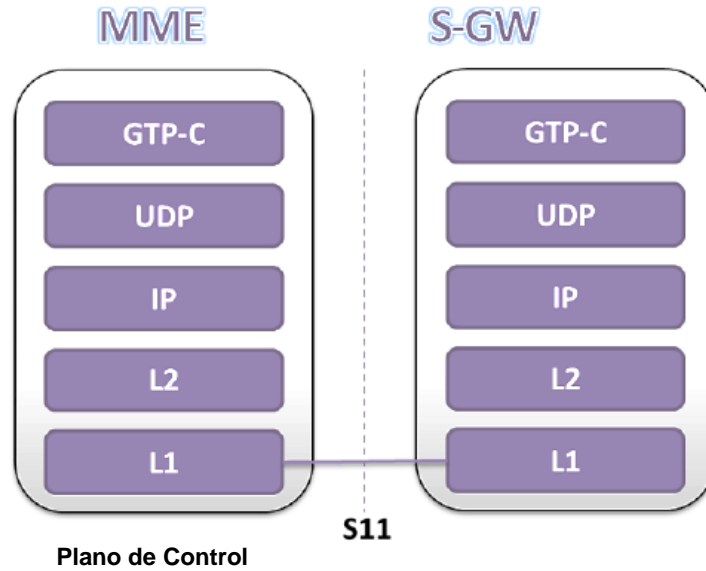 MME S-GW
GTP-C GTP-C
UDP UDP
IP IP
L2 L2
L1 L1
S11
Plano de Control